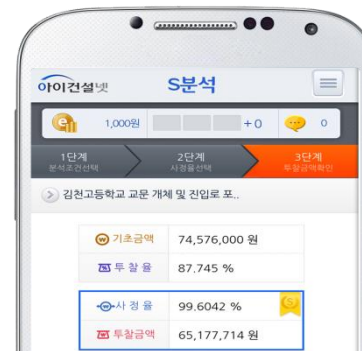 아이건설넷
S분석
1,000원 +0 0
1단계 2단계 3단계
분석조건선택 사정율선택 투찰금액확인
김천고등학교 교문 개체 및 진입로 포..
기초금액 74,576,000 원
투찰율 87.745 %
사정율 99.6042 %
투찰금액 65,177,714 원